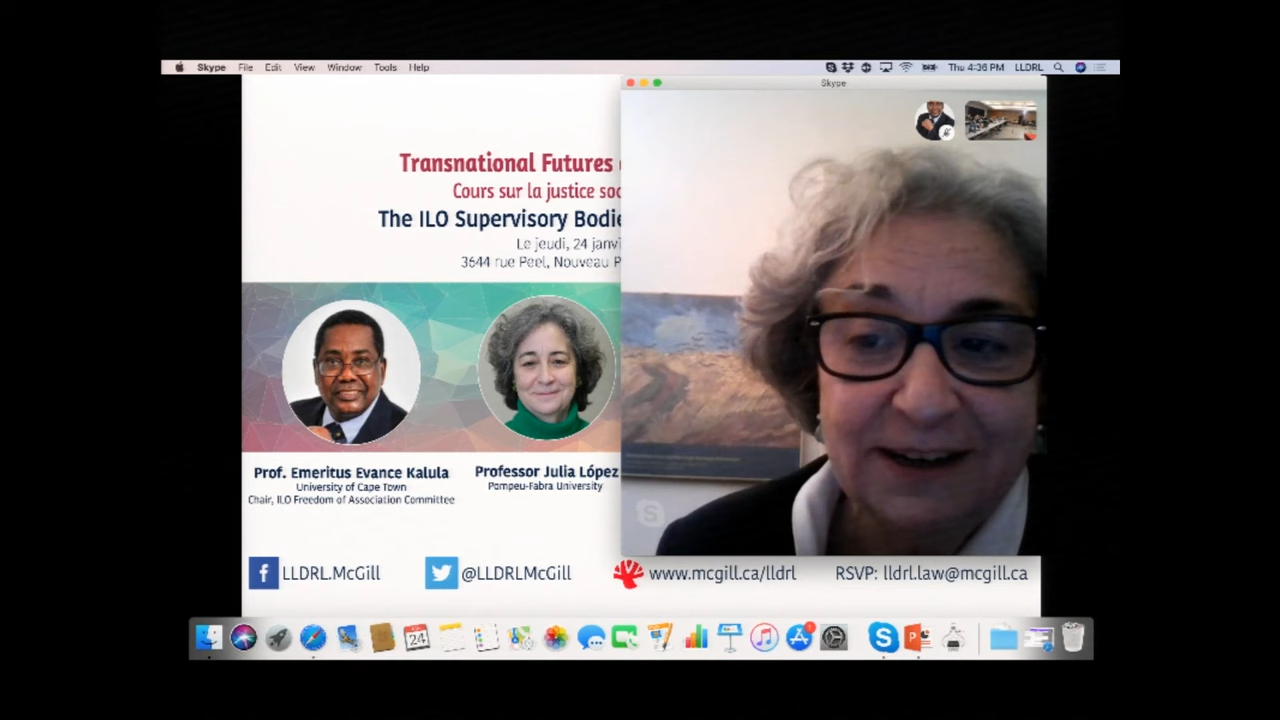 Skype File Edit View Window Tools Help
Thu 4:36 PM LLDRL
Skype
Transnational Futures
Cours sur la justice soc
The ILO Supervisory Bodie
Le jeudi, 24 janvi
3644 rue Peel, Nouveau P
Prof. Emeritus Evance Kalula
University of Cape Town
Chair, ILO Freedom of Association Committee
Professor Julia López
Pompeu-Fabra University
LLDRL.McGill
@LLDRLMcGill
www.mcgill.ca/lldrl
RSVP: lldrl.law@mcgill.ca
24